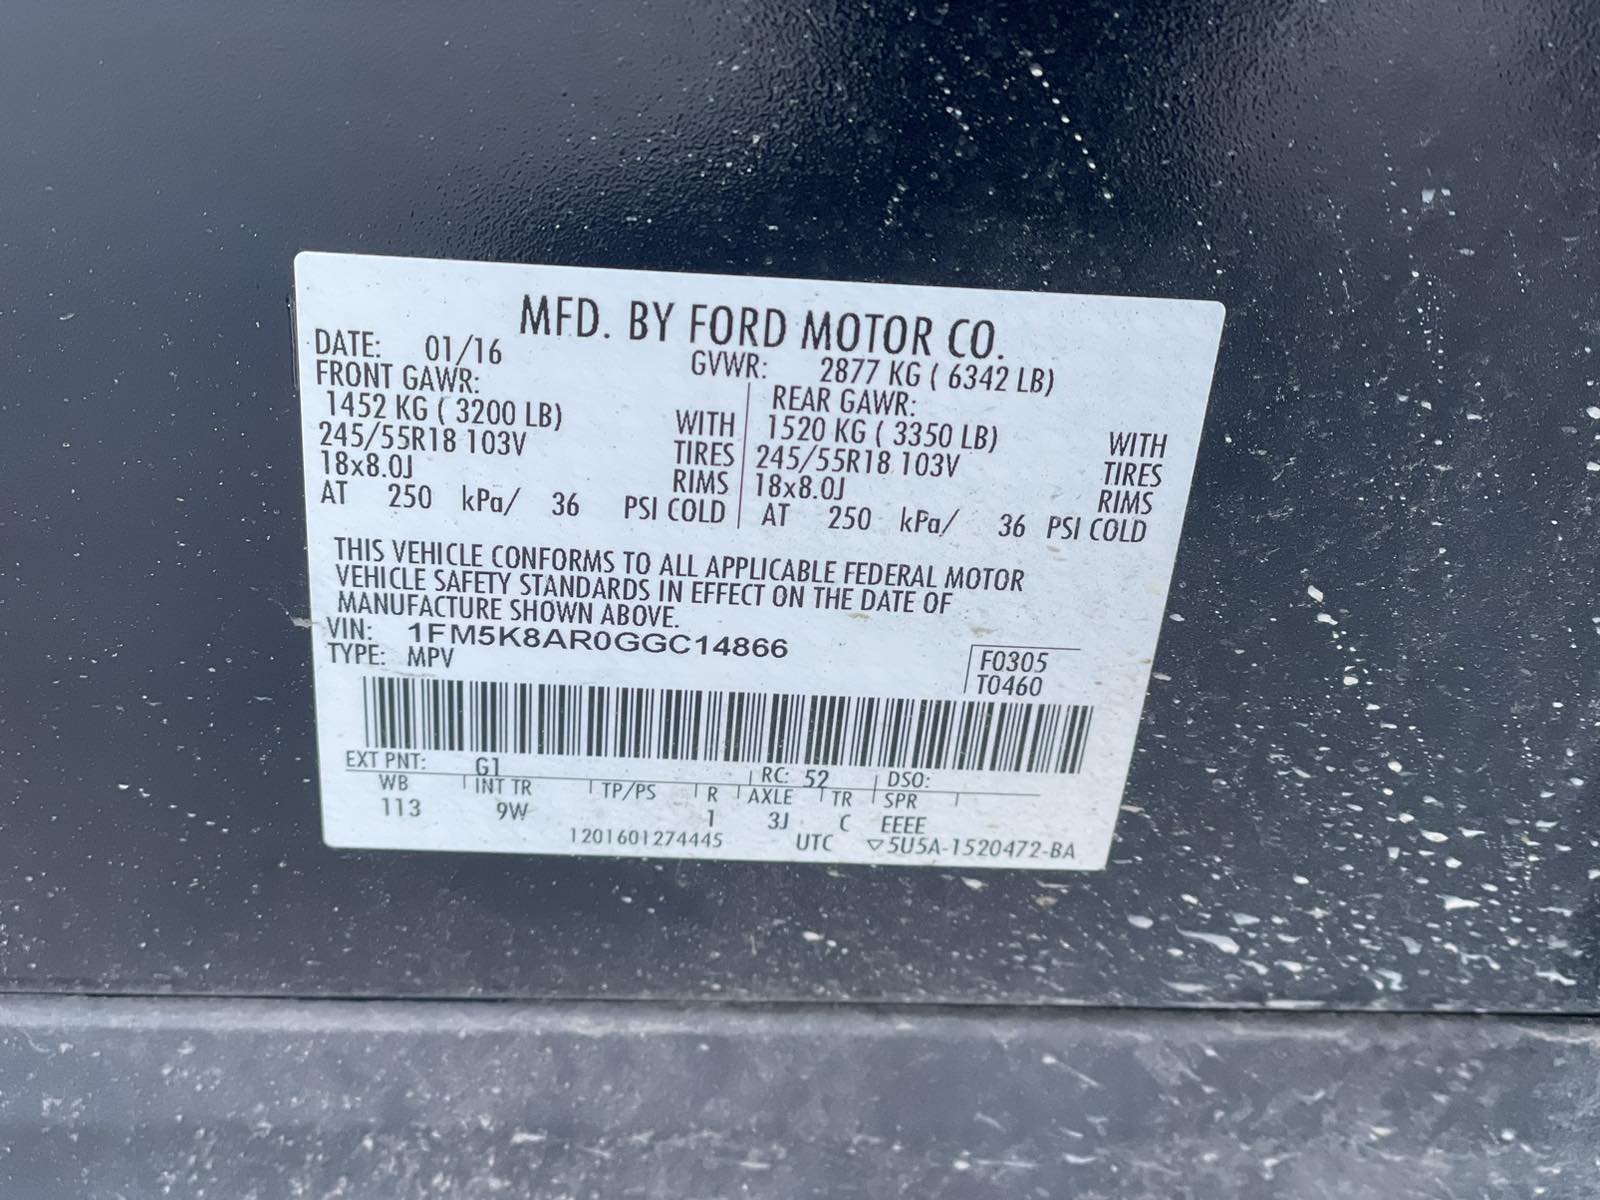 MFD. BY FORD MOTOR CO.
DATE: 01/16 GVWR: 2877 KG ( 6342 LB)
FRONT GAWR: REAR GAWR:
1452 KG ( 3200 LB) WITH 1520 KG ( 3350 LB) WITH
245/55R18 103V TIRES 245/55R18 103V TIRES
18x8.0J RIMS 18x8.0J RIMS
AT 250 kPa/ 36 PSI COLD AT 250 kPa/ 36 PSI COLD
THIS VEHICLE CONFORMS TO ALL APPLICABLE FEDERAL MOTOR
VEHICLE SAFETY STANDARDS IN EFFECT ON THE DATE OF
MANUFACTURE SHOWN ABOVE.
VIN: 1FM5K8AR0GGC14866
TYPE: MPV
F0305
T0460
EXT PNT: G1 RC: 52 DSO:
WB INT TR TP/PS R AXLE TR SPR
113 9W 1 3J C EEEE
1201601274445 UTC ▽5U5A-1520472-BA